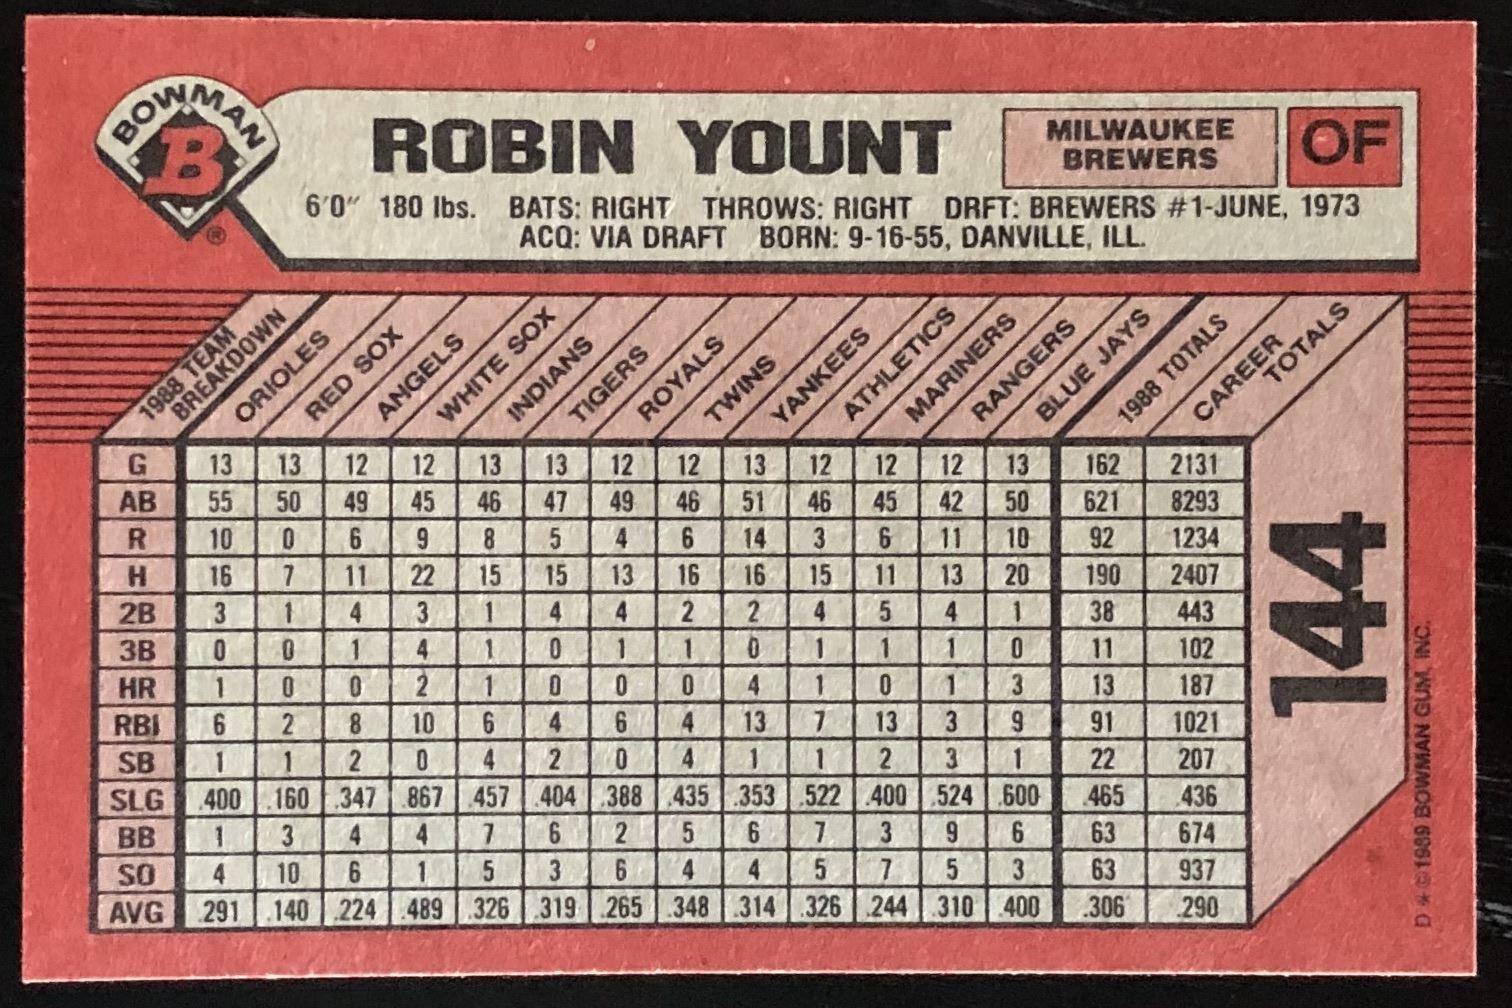 BOWMAN
B
®
ROBIN YOUNT
MILWAUKEE
BREWERS
OF
6'0" 180 lbs. BATS: RIGHT THROWS: RIGHT DRFT: BREWERS #1-JUNE, 1973
ACQ: VIA DRAFT BORN: 9-16-55, DANVILLE, ILL.
1988 TEAM BREAKDOWN ORIOLES RED SOX ANGELS WHITE SOX INDIANS TIGERS ROYALS TWINS YANKEES ATHLETICS MARINERS RANGERS BLUE JAYS 1988 TOTALS CAREER TOTALS
G 13 13 12 12 13 13 12 12 13 12 12 12 13 162 2131
AB 55 50 49 45 46 47 49 46 51 46 45 42 50 621 8293
R 10 0 6 9 8 5 4 6 14 3 6 11 10 92 1234
H 16 7 11 22 15 15 13 16 16 15 11 13 20 190 2407
2B 3 1 4 3 1 4 4 2 2 4 5 4 1 38 443
3B 0 0 1 4 1 0 1 1 0 1 1 1 0 11 102
HR 1 0 0 2 1 0 0 0 4 1 0 1 3 13 187
RBI 6 2 8 10 6 4 6 4 13 7 13 3 9 91 1021
SB 1 1 2 0 4 2 0 4 1 1 2 3 1 22 207
SLG .400 .160 .347 .867 .457 .404 .388 .435 .353 .522 .400 .524 .600 .465 .436
BB 1 3 4 4 7 6 2 5 6 7 3 9 6 63 674
SO 4 10 6 1 5 3 6 4 4 5 7 5 3 63 937
AVG .291 .140 .224 .489 .326 .319 .265 .348 .314 .326 .244 .310 .400 .306 .290
144
D * ©1989 BOWMAN GUM, INC.